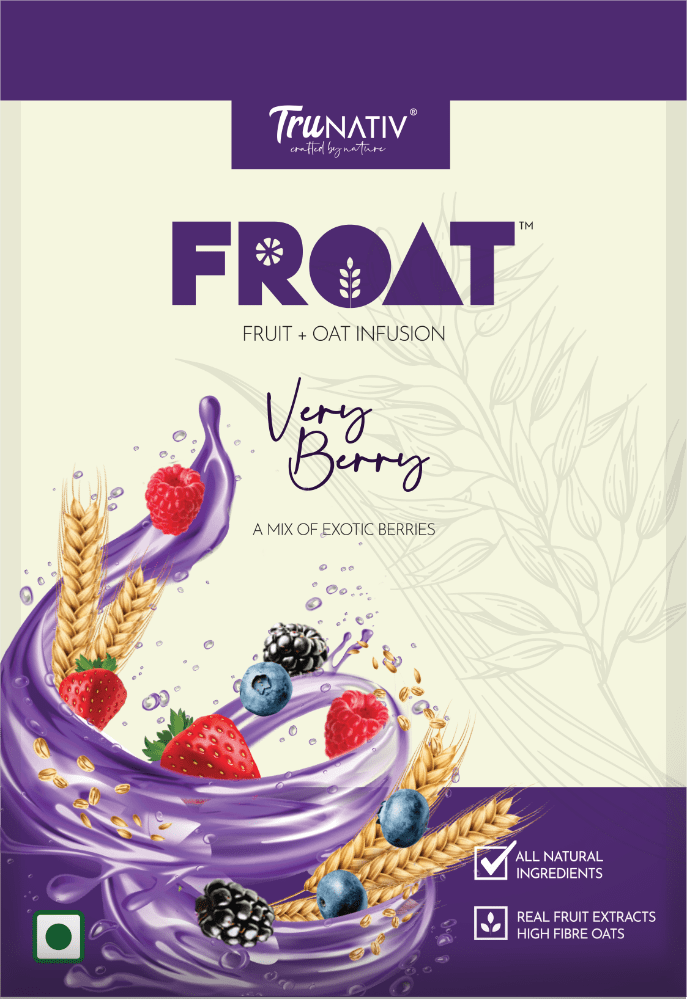 TruNATIV®
crafted by nature
FROAT™
FRUIT + OAT INFUSION
Very
Berry
A MIX OF EXOTIC BERRIES
ALL NATURAL
INGREDIENTS
REAL FRUIT EXTRACTS
HIGH FIBRE OATS